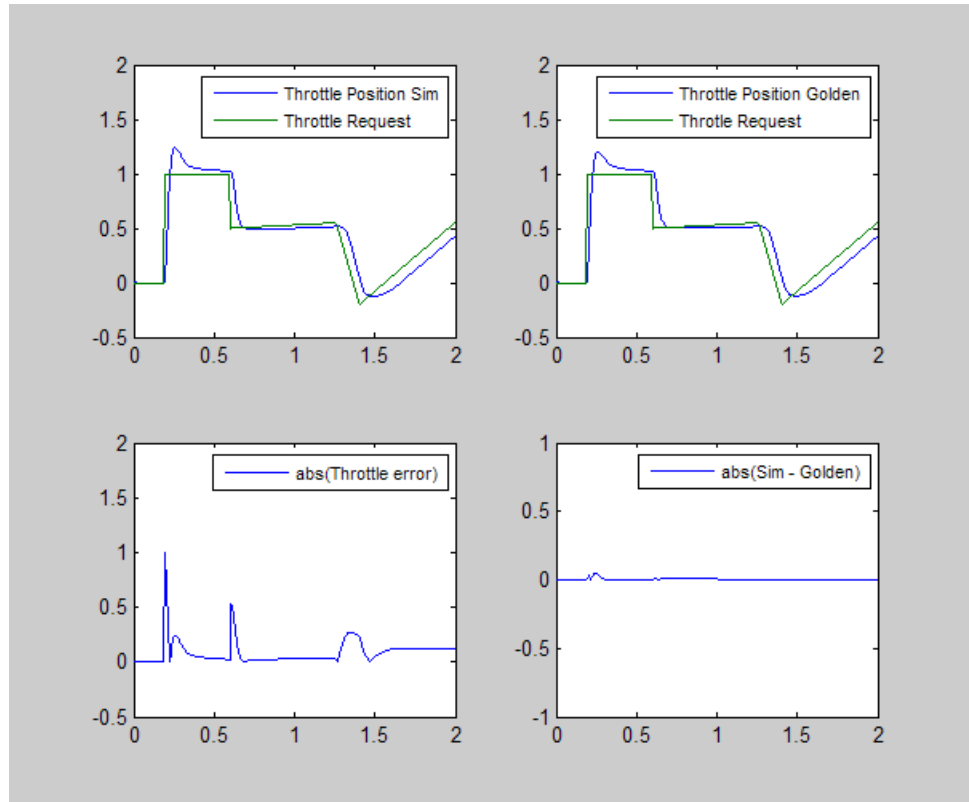 2
1.5
1
0.5
0
-0.5
0 0.5 1 1.5 2
Throttle Position Sim
Throttle Request
2
1.5
1
0.5
0
-0.5
0 0.5 1 1.5 2
Throttle Position Golden
Throtle Request
2
1.5
1
0.5
0
-0.5
0 0.5 1 1.5 2
abs(Throttle error)
1
0.5
0
-0.5
-1
0 0.5 1 1.5 2
abs(Sim - Golden)